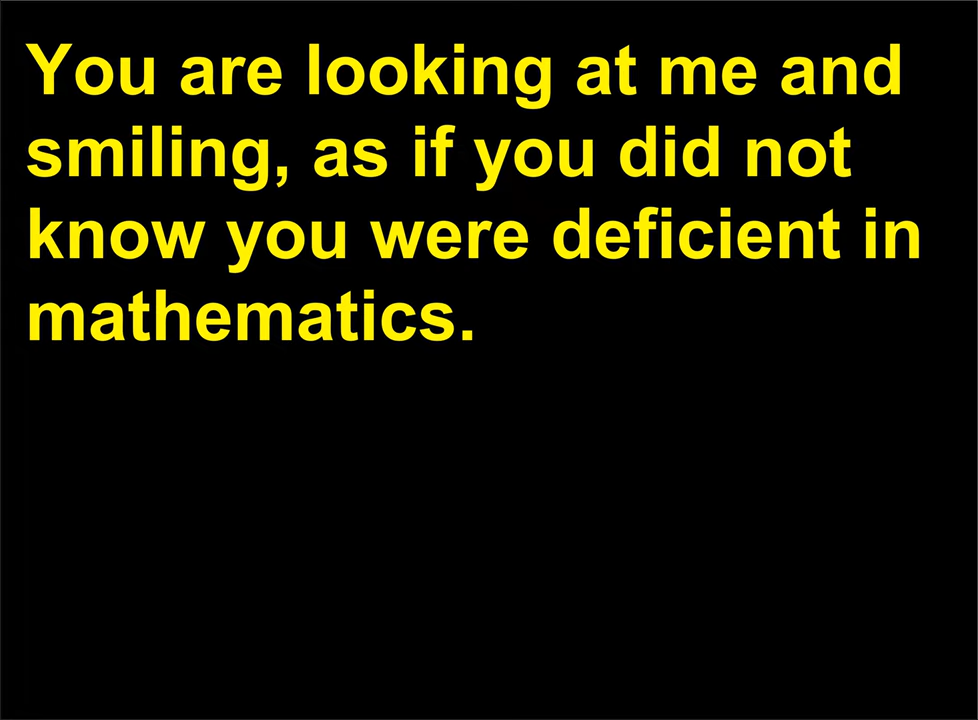 You are looking at me and
smiling, as if you did not
know you were deficient in
mathematics.